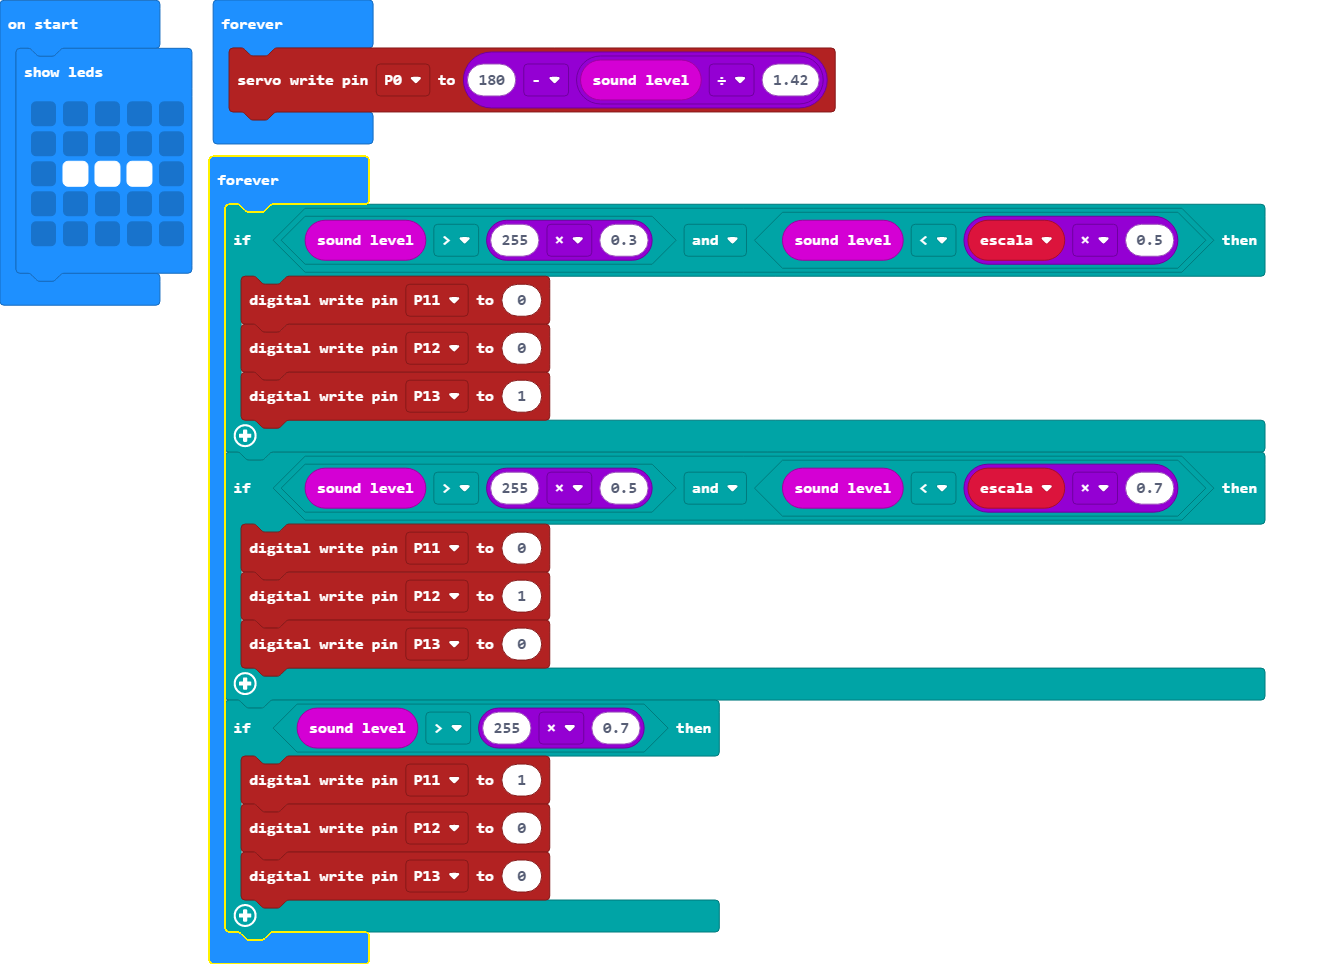 on start
show leds
forever
servo write pin P0 to 180 - sound level ÷ 1.42
forever
if sound level > 255 × 0.3 and sound level < escala × 0.5 then
digital write pin P11 to 0
digital write pin P12 to 0
digital write pin P13 to 1
if sound level > 255 × 0.5 and sound level < escala × 0.7 then
digital write pin P11 to 0
digital write pin P12 to 1
digital write pin P13 to 0
if sound level > 255 × 0.7 then
digital write pin P11 to 1
digital write pin P12 to 0
digital write pin P13 to 0